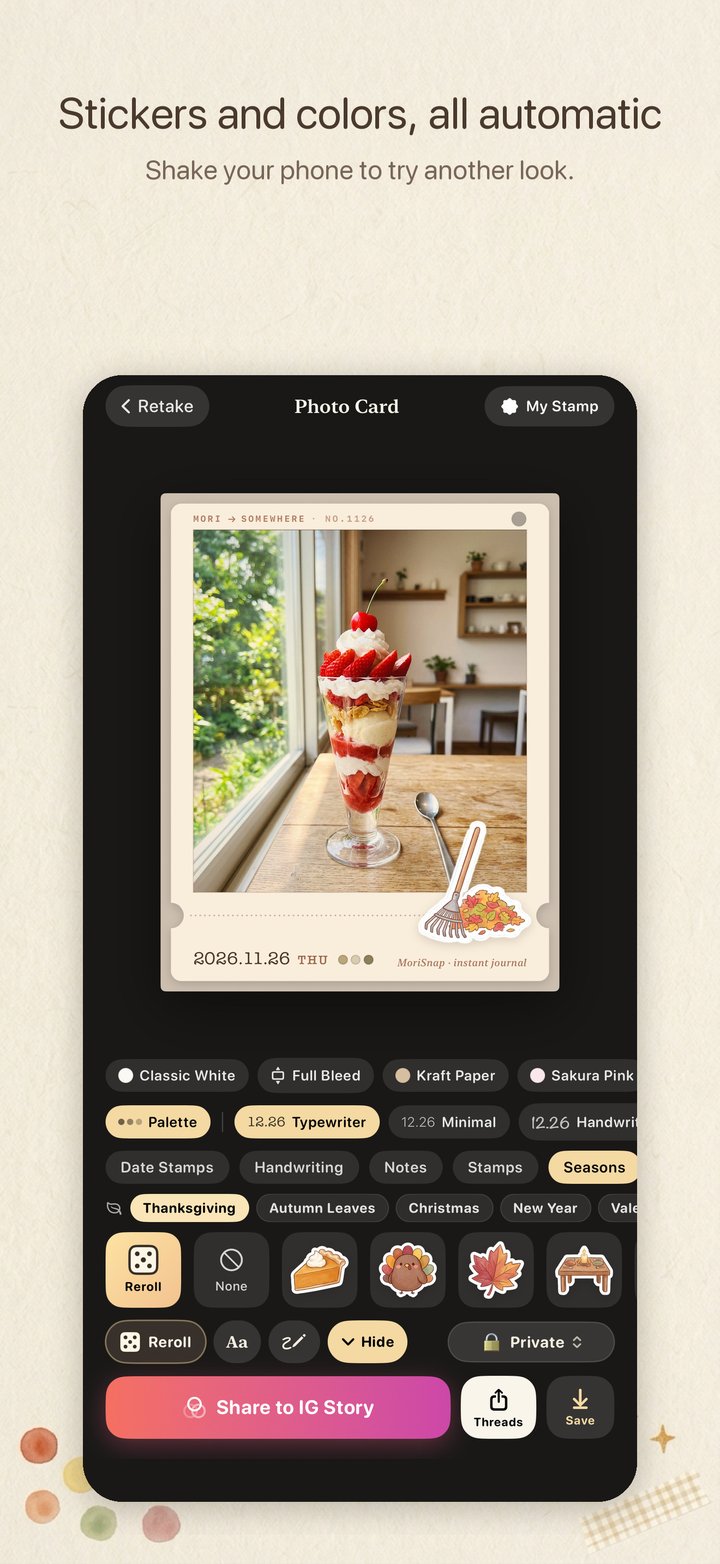 Stickers and colors, all automatic
Shake your phone to try another look.
Retake
Photo Card
My Stamp
MORI → SOMEWHERE · NO.1126
2026.11.26 THU
MoriSnap · instant journal
Classic White
Full Bleed
Kraft Paper
Sakura Pink
Palette
12.26 Typewriter
12.26 Minimal
12.26 Handwrit
Date Stamps
Handwriting
Notes
Stamps
Seasons
Thanksgiving
Autumn Leaves
Christmas
New Year
Vale
Reroll
None
Reroll
Aa
Hide
Private
Share to IG Story
Threads
Save